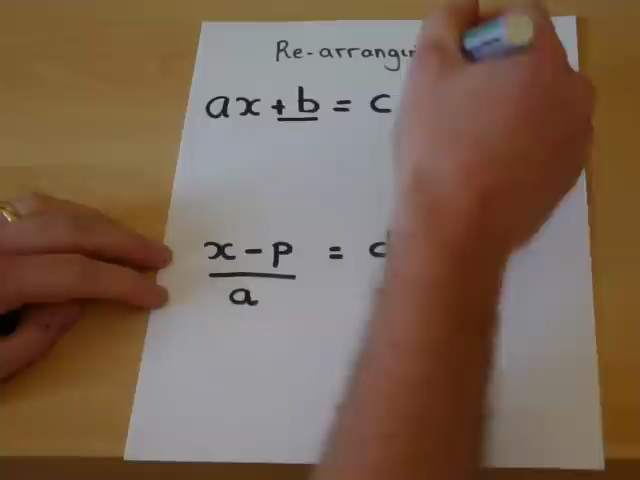 Re-arrangi
ax + b = c
x - p = d
a